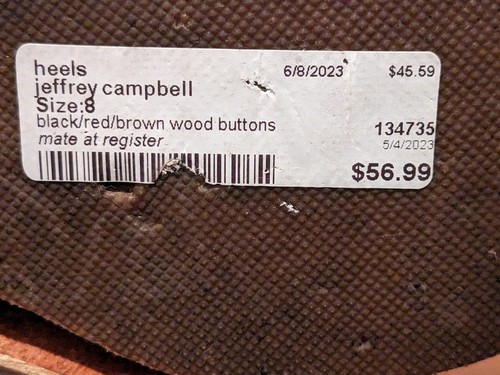 heels 6/8/2023 $45.59
jeffrey campbell
Size:8
black/red/brown wood buttons 134735
mate at register 5/4/2023
$56.99